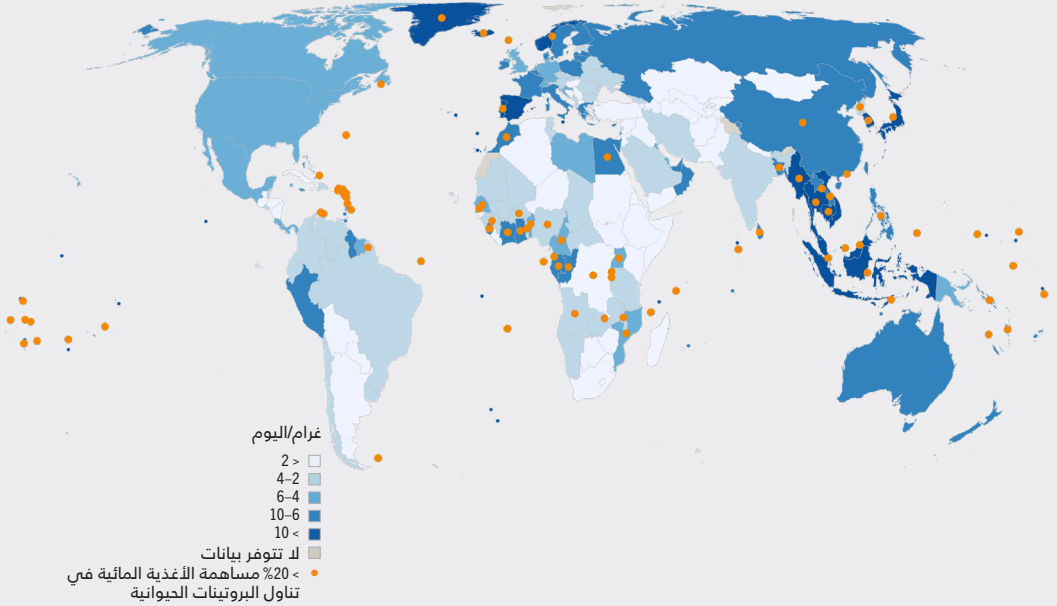 غرام/اليوم
2 >
4–2
6–4
10–6
10 <
لا تتوفر بيانات
> 20% مساهمة الأغذية المائية في
تناول البروتينات الحيوانية